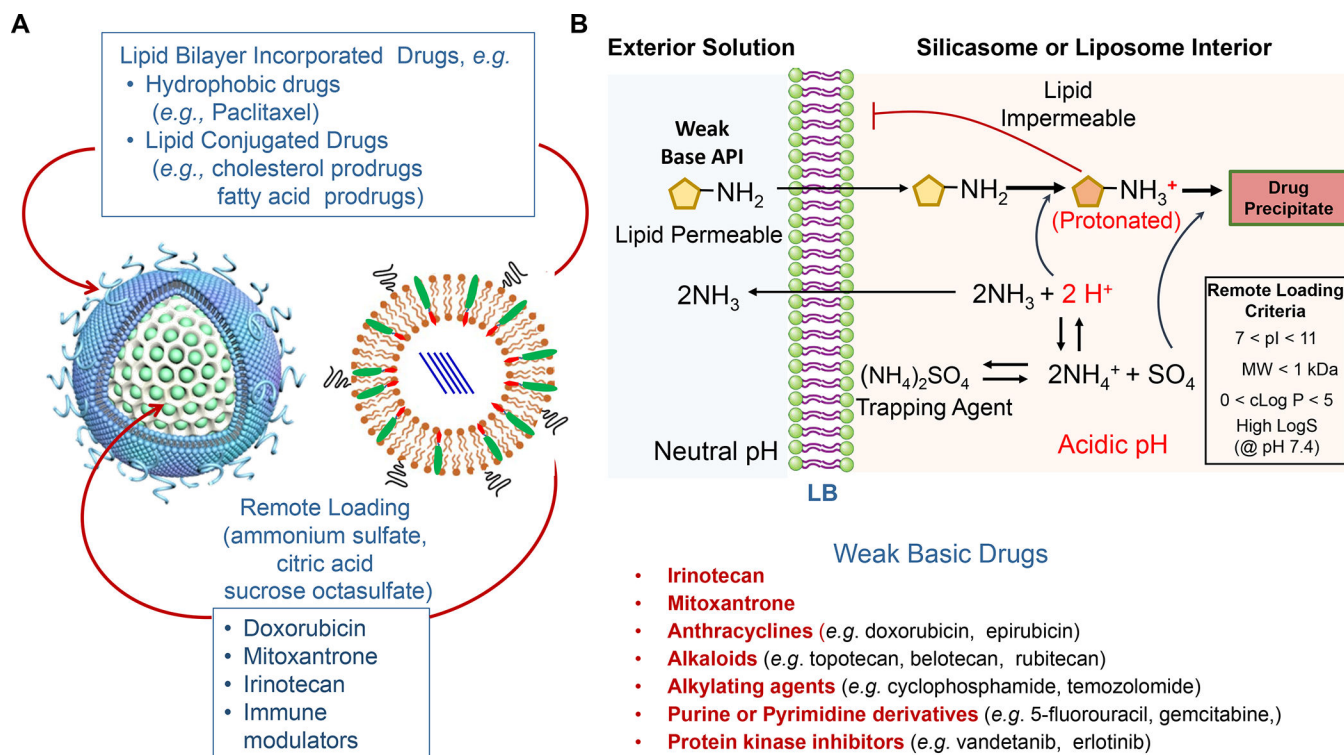 A
Lipid Bilayer Incorporated Drugs, e.g.
• Hydrophobic drugs
(e.g., Paclitaxel)
• Lipid Conjugated Drugs
(e.g., cholesterol prodrugs
fatty acid prodrugs)
Remote Loading
(ammonium sulfate,
citric acid
sucrose octasulfate)
• Doxorubicin
• Mitoxantrone
• Irinotecan
• Immune
modulators
B
Exterior Solution
Silicasome or Liposome Interior
Lipid
Impermeable
Weak
Base API
NH₂
NH₂
NH₃⁺
(Protonated)
Drug
Precipitate
Lipid Permeable
2NH₃
2NH₃ + 2 H⁺
(NH₄)₂SO₄
Trapping Agent
2NH₄⁺ + SO₄
Neutral pH
Acidic pH
LB
Remote Loading
Criteria
7 < pI < 11
MW < 1 kDa
0 < cLog P < 5
High LogS
(@ pH 7.4)
Weak Basic Drugs
• Irinotecan
• Mitoxantrone
• Anthracyclines (e.g. doxorubicin, epirubicin)
• Alkaloids (e.g. topotecan, belotecan, rubitecan)
• Alkylating agents (e.g. cyclophosphamide, temozolomide)
• Purine or Pyrimidine derivatives (e.g. 5-fluorouracil, gemcitabine,)
• Protein kinase inhibitors (e.g. vandetanib, erlotinib)